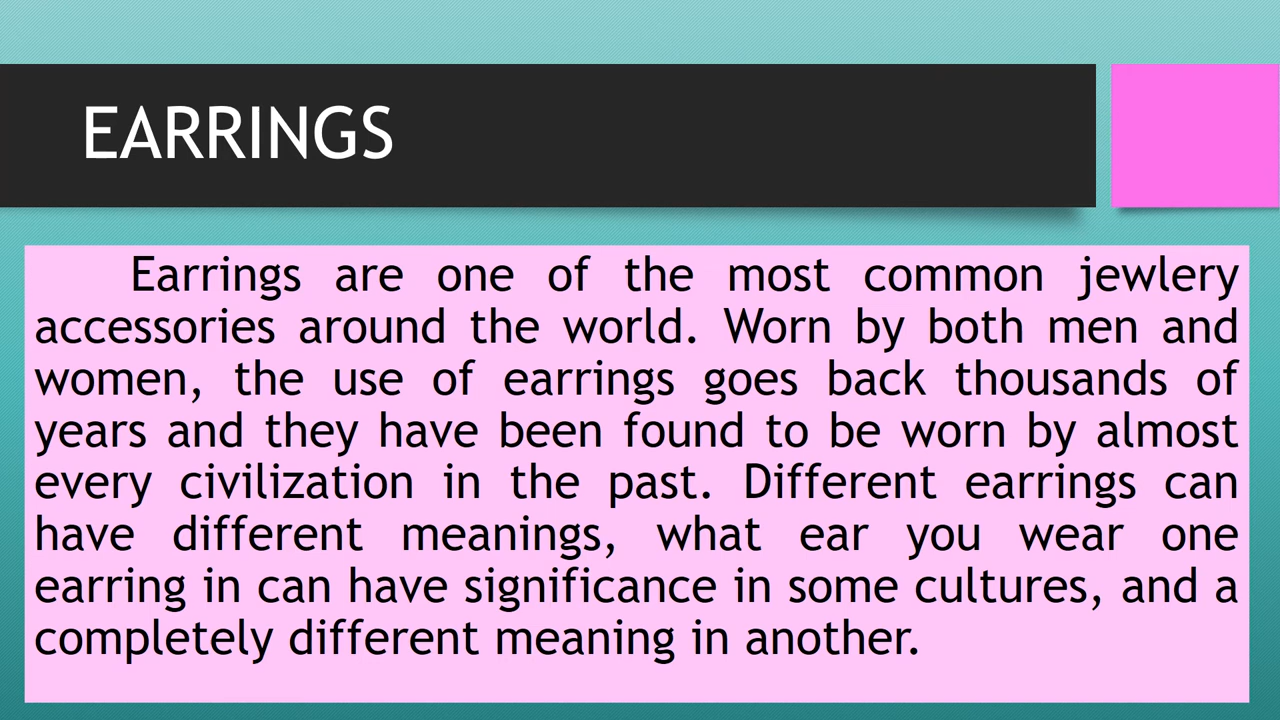 EARRINGS
Earrings are one of the most common jewlery
accessories around the world. Worn by both men and
women, the use of earrings goes back thousands of
years and they have been found to be worn by almost
every civilization in the past. Different earrings can
have different meanings, what ear you wear one
earring in can have significance in some cultures, and a
completely different meaning in another.